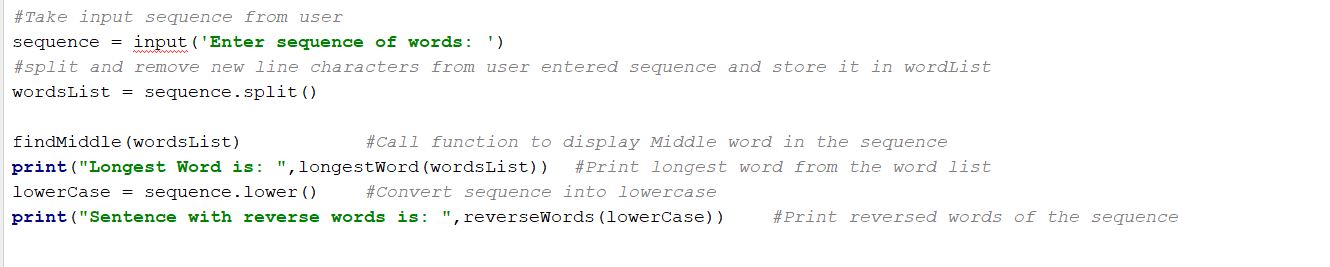 #Take input sequence from user
sequence = input('Enter sequence of words: ')
#split and remove new line characters from user entered sequence and store it in wordList
wordsList = sequence.split()
findMiddle(wordsList)             #Call function to display Middle word in the sequence
print("Longest Word is: ",longestWord(wordsList))  #Print longest word from the word list
lowerCase = sequence.lower()     #Convert sequence into lowercase
print("Sentence with reverse words is: ",reverseWords(lowerCase))     #Print reversed words of the sequence